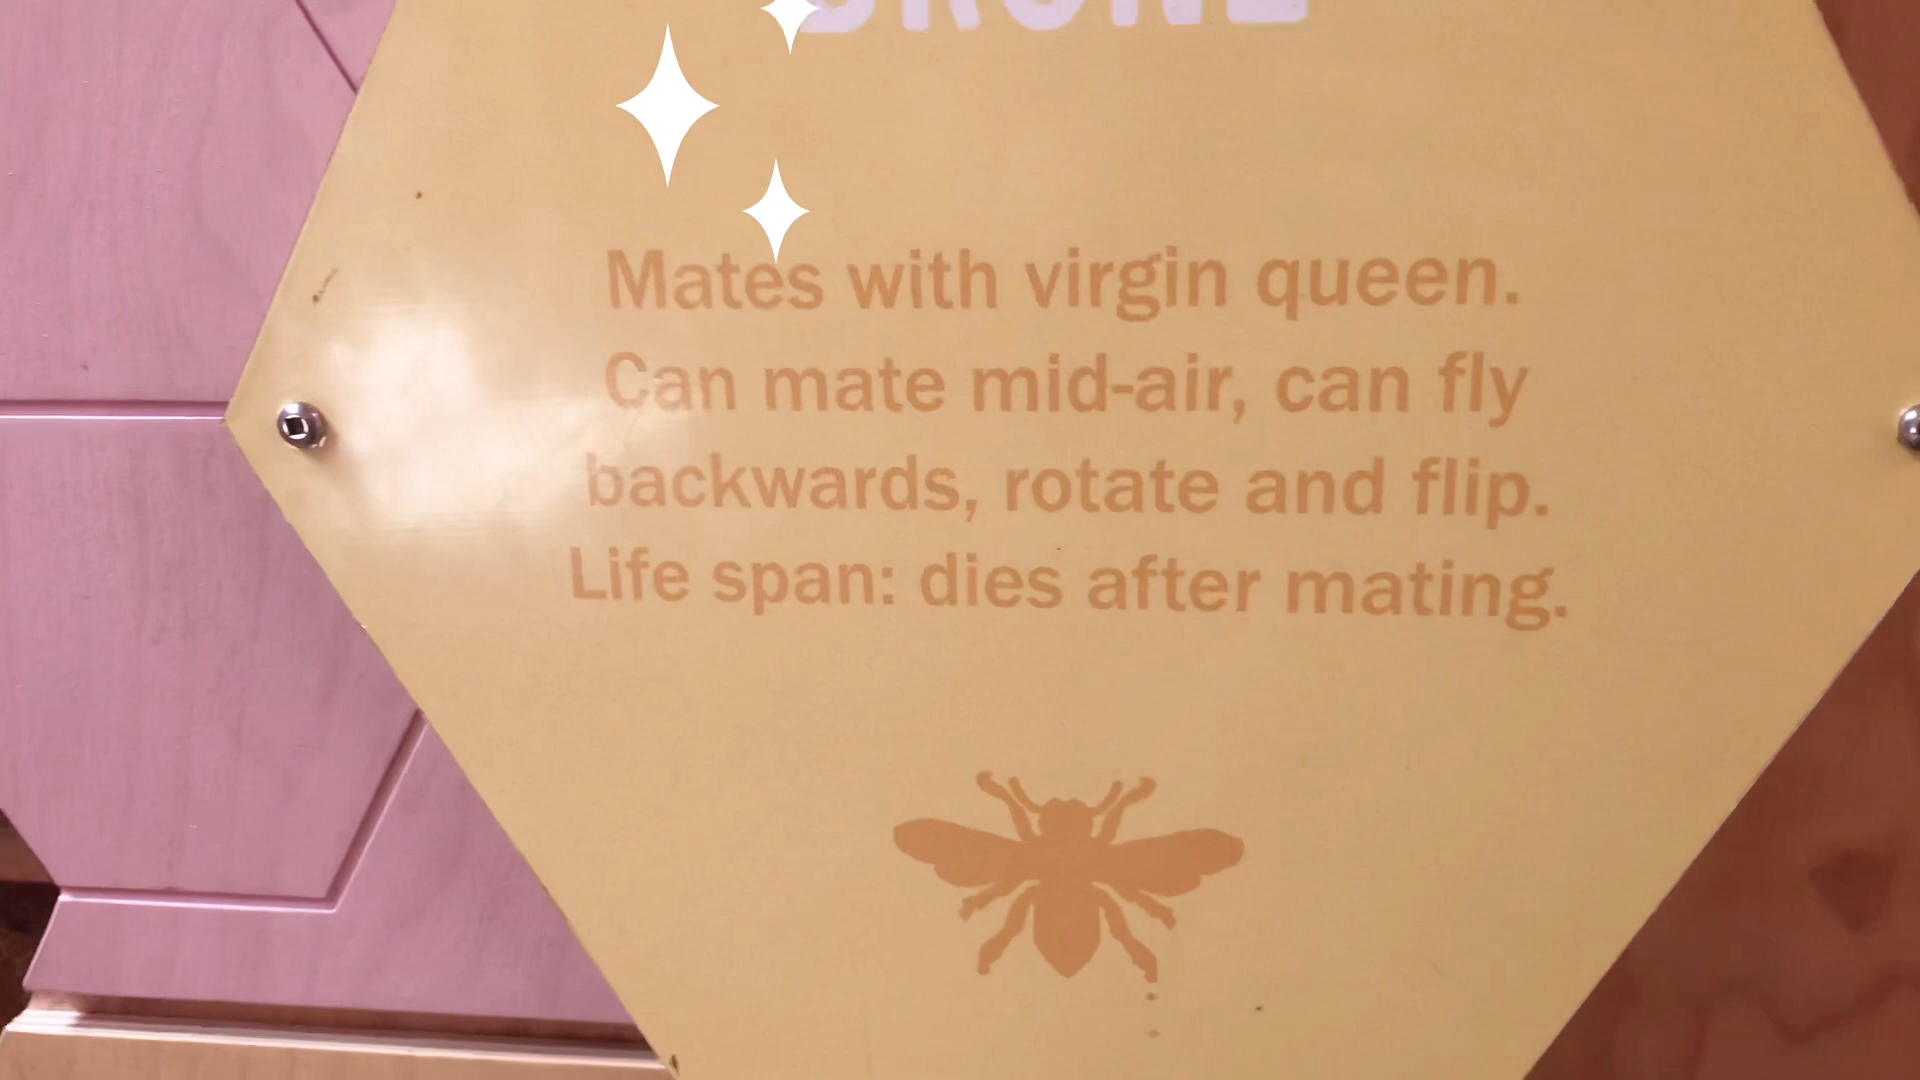 DRONE
Mates with virgin queen.
Can mate mid-air, can fly
backwards, rotate and flip.
Life span: dies after mating.